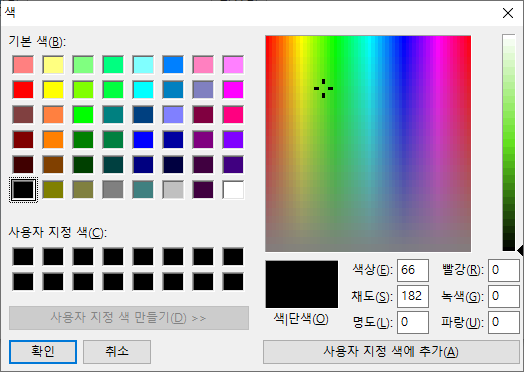 색
기본 색(B):
사용자 지정 색(C):
사용자 지정 색 만들기(D) >>
확인
취소
색|단색(O)
색상(E): 66
채도(S): 182
명도(L): 0
빨강(R): 0
녹색(G): 0
파랑(U): 0
사용자 지정 색에 추가(A)